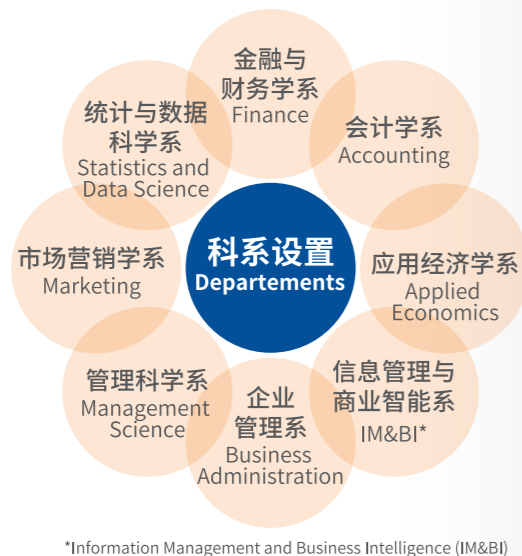 金融与
财务学系
Finance
统计与数据
科学系
Statistics and
Data Science
会计学系
Accounting
市场营销学系
Marketing
科系设置
Departements
应用经济学系
Applied
Economics
管理科学系
Management
Science
企业
管理系
Business
Administration
信息管理与
商业智能系
IM&BI*
*Information Management and Business Intelligence (IM&BI)